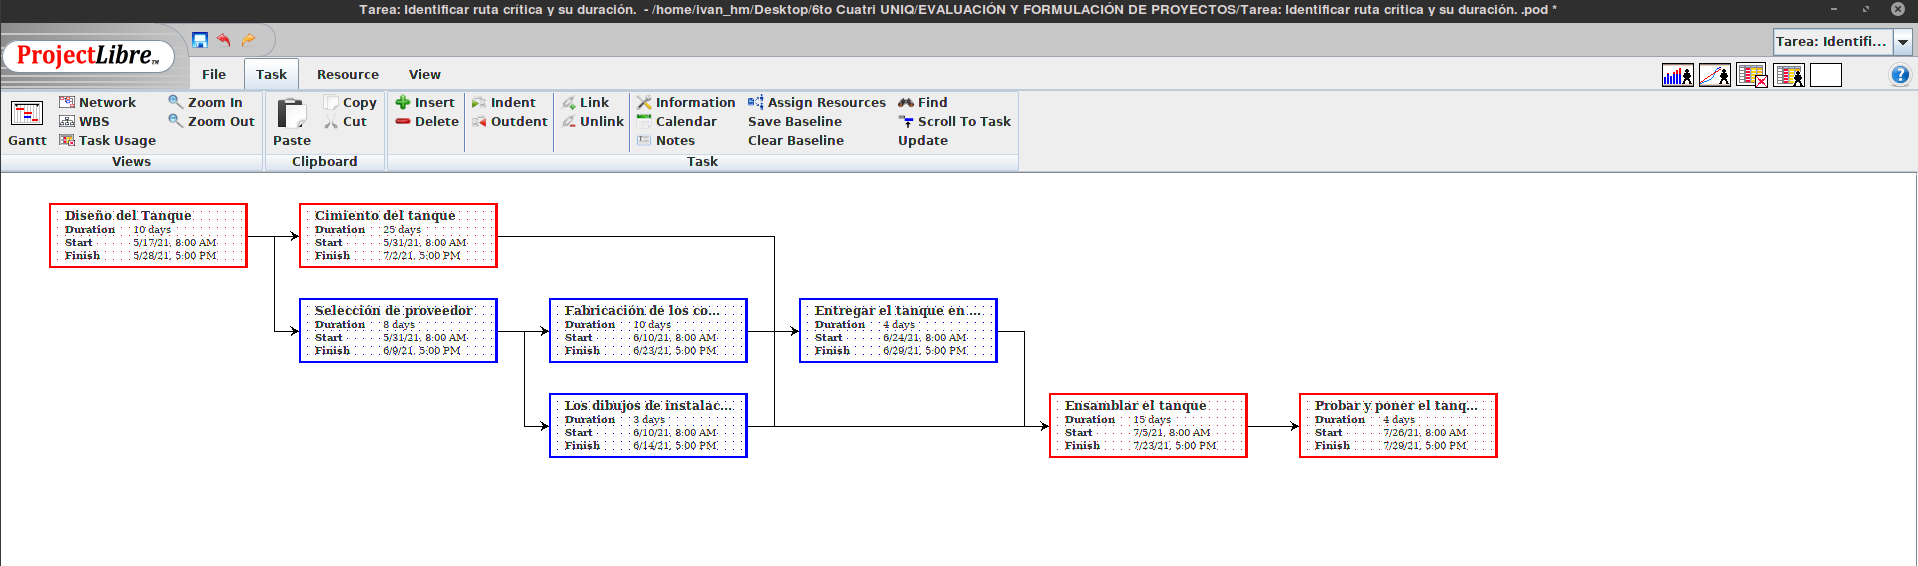 Tarea: Identificar ruta crítica y su duración. - /home/ivan_hm/Desktop/6to Cuatri UNIQ/EVALUACIÓN Y FORMULACIÓN DE PROYECTOS/Tarea: Identificar ruta crítica y su duración. .pod *
ProjectLibre™
Tarea: Identifi...
File Task Resource View
Gantt
Network
WBS
Task Usage
Zoom In
Zoom Out
Views
Paste
Copy
Cut
Clipboard
Insert
Delete
Indent
Outdent
Link
Unlink
Information
Calendar
Notes
Assign Resources
Save Baseline
Clear Baseline
Find
Scroll To Task
Update
Task
Diseño del Tanque
Duration 10 days
Start 5/17/21, 8:00 AM
Finish 5/28/21, 5:00 PM
Cimiento del tanque
Duration 25 days
Start 5/31/21, 8:00 AM
Finish 7/2/21, 5:00 PM
Selección de proveedor
Duration 8 days
Start 5/31/21, 8:00 AM
Finish 6/9/21, 5:00 PM
Fabricación de los co...
Duration 10 days
Start 6/10/21, 8:00 AM
Finish 6/23/21, 5:00 PM
Entregar el tanque en ...
Duration 4 days
Start 6/24/21, 8:00 AM
Finish 6/29/21, 5:00 PM
Los dibujos de instalac...
Duration 3 days
Start 6/10/21, 8:00 AM
Finish 6/14/21, 5:00 PM
Ensamblar el tanque
Duration 15 days
Start 7/5/21, 8:00 AM
Finish 7/23/21, 5:00 PM
Probar y poner el tanq...
Duration 4 days
Start 7/26/21, 8:00 AM
Finish 7/29/21, 5:00 PM